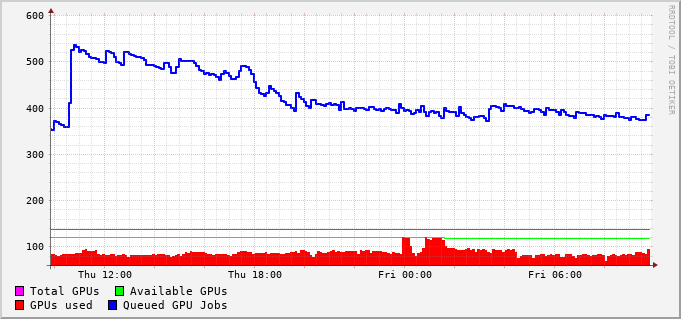 600
500
400
300
200
100
Thu 12:00 Thu 18:00 Fri 00:00 Fri 06:00
Total GPUs Available GPUs
GPUs used Queued GPU Jobs
RRDTOOL / TOBI OETIKER